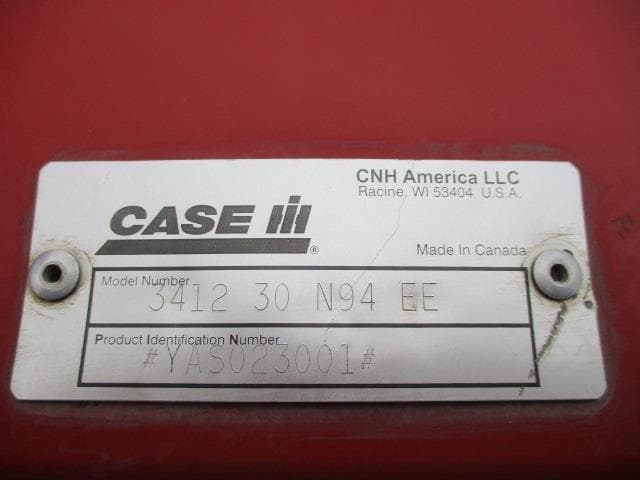 CNH America LLC
Racine, WI 53404 U.S.A.
CASE IH®
Made in Canada
Model Number
3412 30 N94 EE
Product Identification Number
#YAS023001#